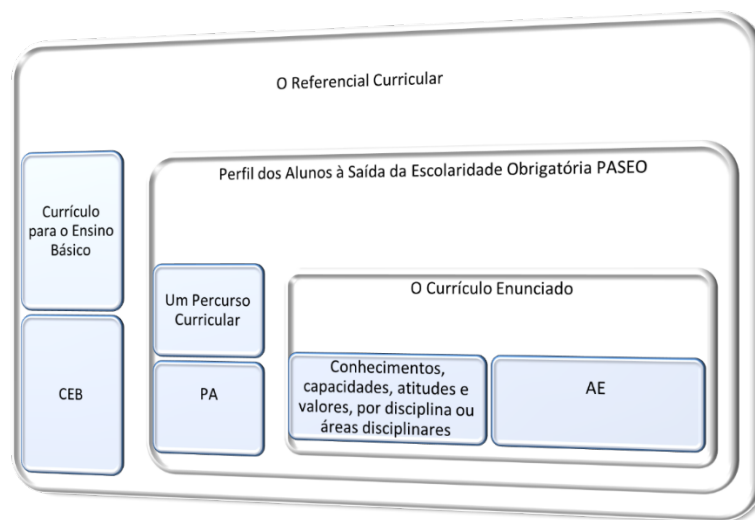 O Referencial Curricular
Perfil dos Alunos à Saída da Escolaridade Obrigatória PASEO
Currículo
para o Ensino
Básico
O Currículo Enunciado
Um Percurso
Curricular
Conhecimentos,
capacidades, atitudes e
valores, por disciplina ou
áreas disciplinares
AE
CEB
PA